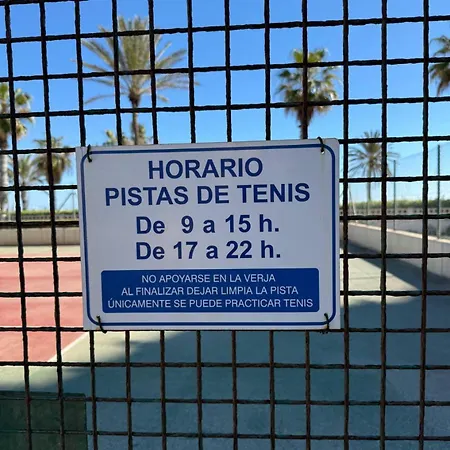 HORARIO
PISTAS DE TENIS
De 9 a 15 h.
De 17 a 22 h.
NO APOYARSE EN LA VERJA
AL FINALIZAR DEJAR LIMPIA LA PISTA
ÚNICAMENTE SE PUEDE PRACTICAR TENIS